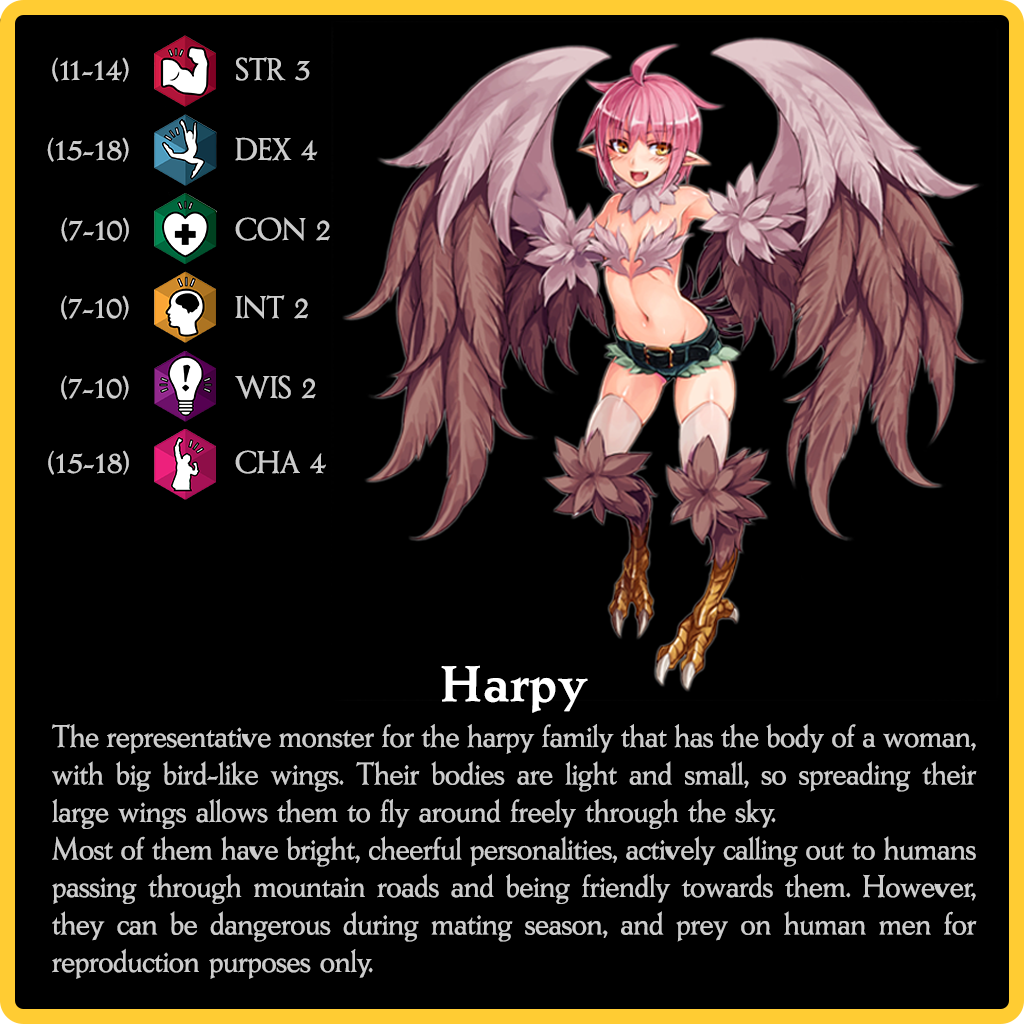 (11-14) STR 3
(15-18) DEX 4
(7-10) CON 2
(7-10) INT 2
(7-10) WIS 2
(15-18) CHA 4
Harpy
The representative monster for the harpy family that has the body of a woman,
with big bird-like wings. Their bodies are light and small, so spreading their
large wings allows them to fly around freely through the sky.
Most of them have bright, cheerful personalities, actively calling out to humans
passing through mountain roads and being friendly towards them. However,
they can be dangerous during mating season, and prey on human men for
reproduction purposes only.